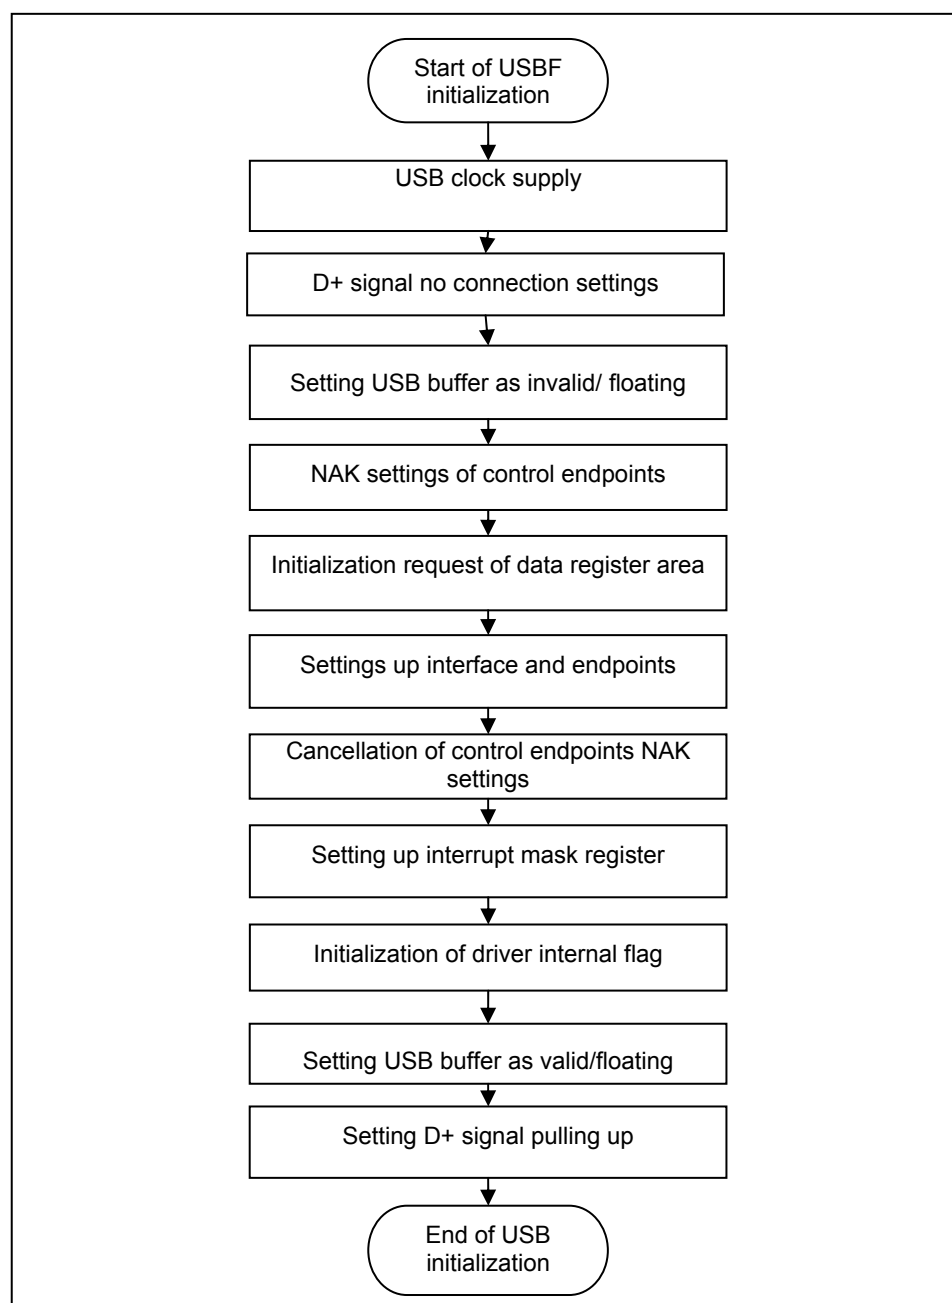 Start of USBF
initialization
USB clock supply
D+ signal no connection settings
Setting USB buffer as invalid/ floating
NAK settings of control endpoints
Initialization request of data register area
Settings up interface and endpoints
Cancellation of control endpoints NAK
settings
Setting up interrupt mask register
Initialization of driver internal flag
Setting USB buffer as valid/floating
Setting D+ signal pulling up
End of USB
initialization